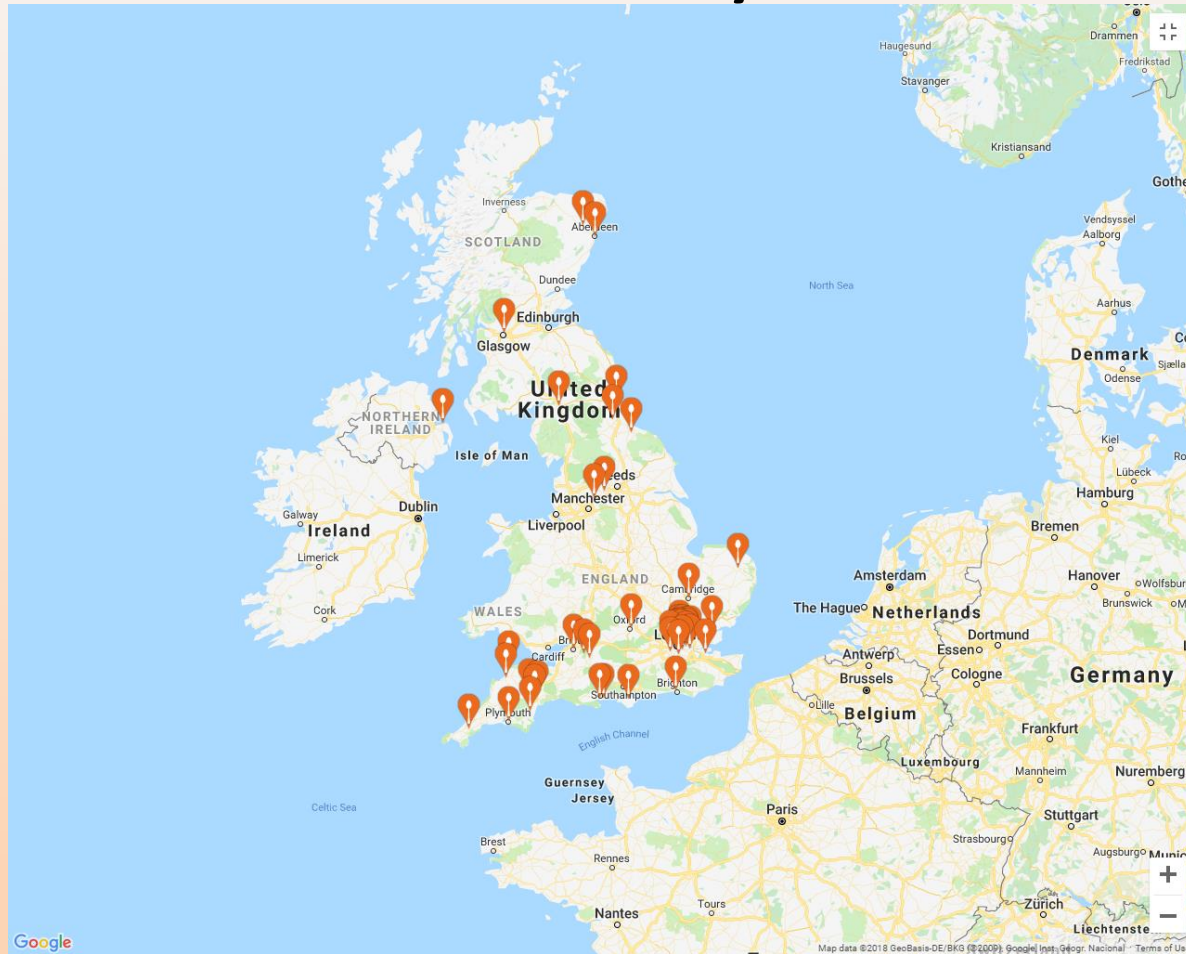 Haugesund
Drammen
Fredrikstad
Stavanger
Kristiansand
Gothe
Inverness
Vendsyssel
Aalborg
SCOTLAND
Dundee
North Sea
Aarhus
Edinburgh
Glasgow
Denmark
Odense
Sjælla
United
Kingdom
NORTHERN
IRELAND
Isle of Man
Kiel
Lübeck
Hamburg
Manchester
Liverpool
Dublin
Galway
Ireland
Limerick
Cork
Bremen
ENGLAND
Cambridge
WALES
Oxford
Cardiff
Amsterdam
Hanover
Wolfsbur
Brunswick
The Hague
Netherlands
Dortmund
Essen
Antwerp
Cologne
Brussels
Germany
Lille
Belgium
Southampton
Brighton
Plymouth
English Channel
Frankfurt
Luxembourg
Mannheim
Nuremberg
Guernsey
Jersey
Celtic Sea
Paris
Stuttgart
Strasbourg
Augsburg
Munic
Brest
Rennes
Zürich
Tours
Nantes
Liechtenste
Google
Map data ©2018 GeoBasis-DE/BKG (©2009), Google, Inst. Geogr. Nacional
Terms of Us